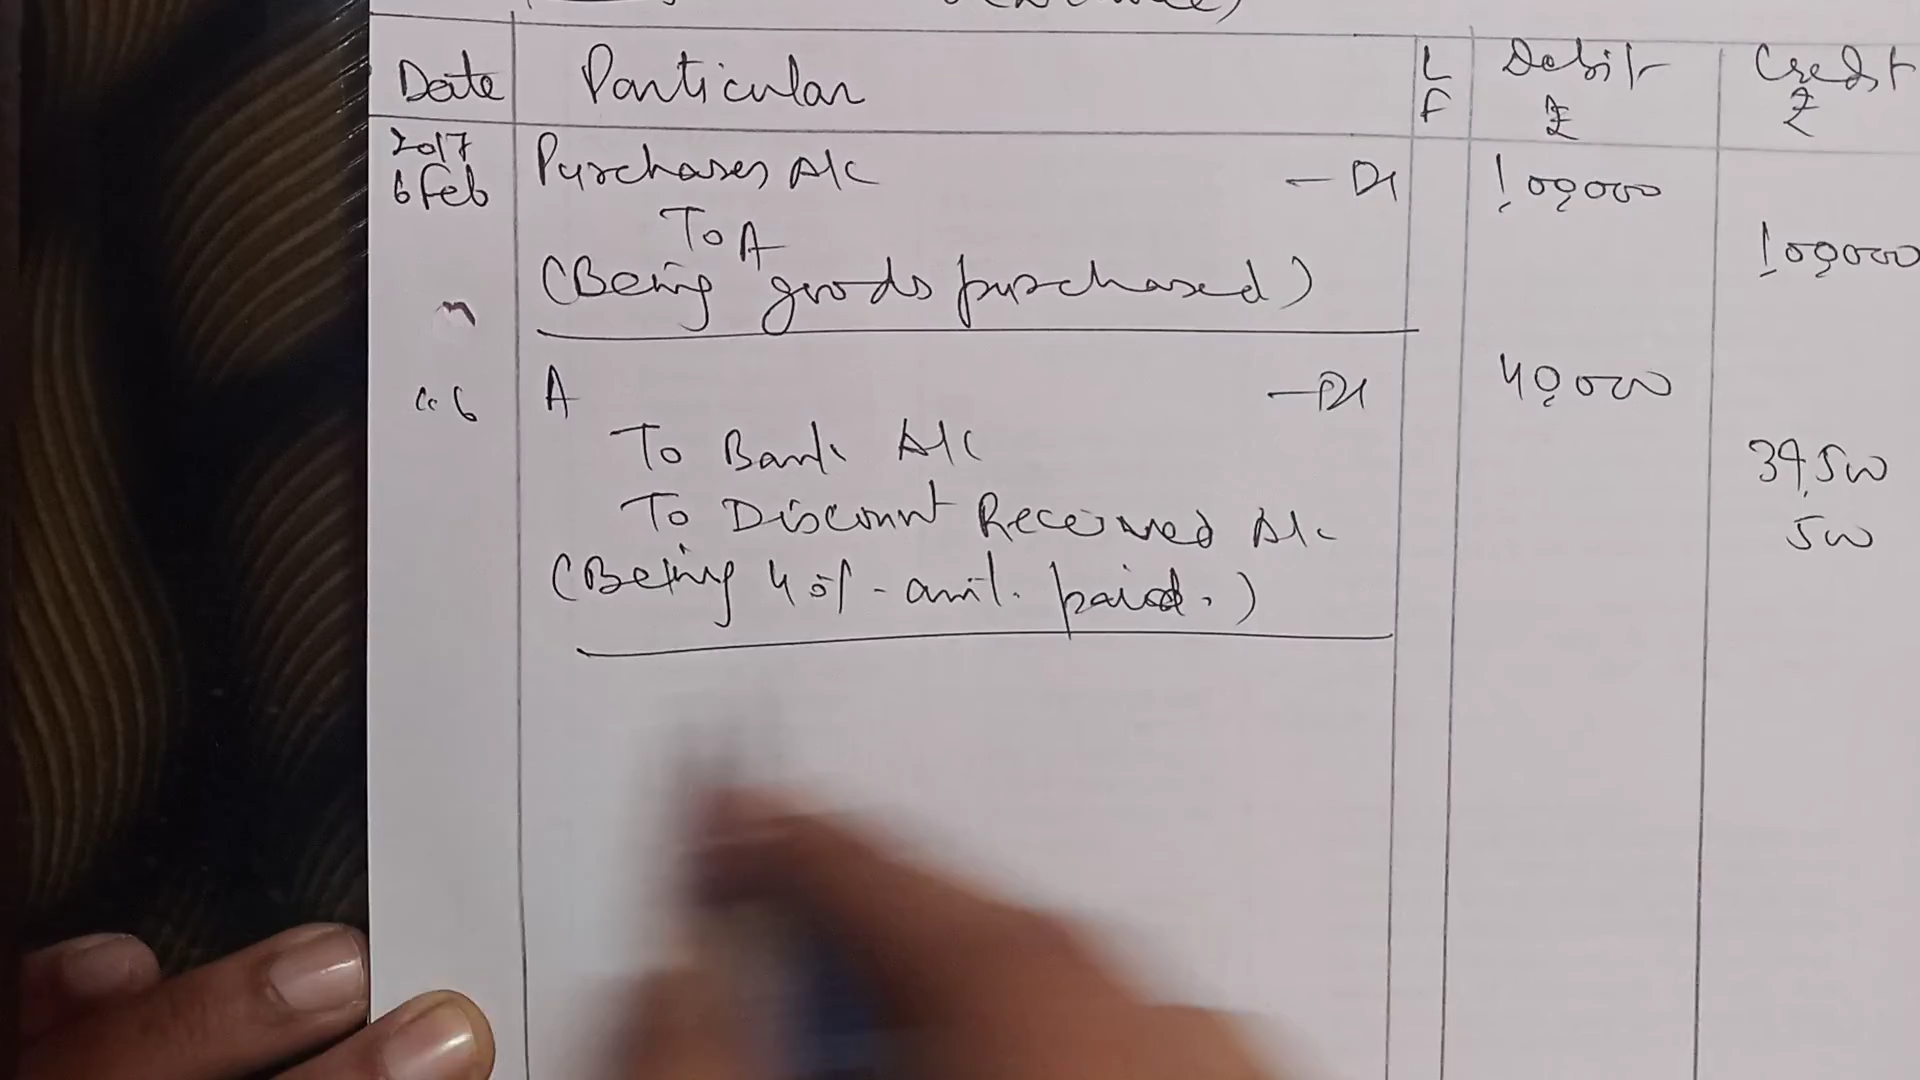 Date Particular L F Debit ₹ Credit ₹
2017
6 Feb Purchases A/c — Dr 1,00,000
To A 1,00,000
(Being goods purchased)
" 6 A — Dr 40,000
To Bank A/c 39,500
To Discount Received A/c 500
(Being 40% amt. paid.)